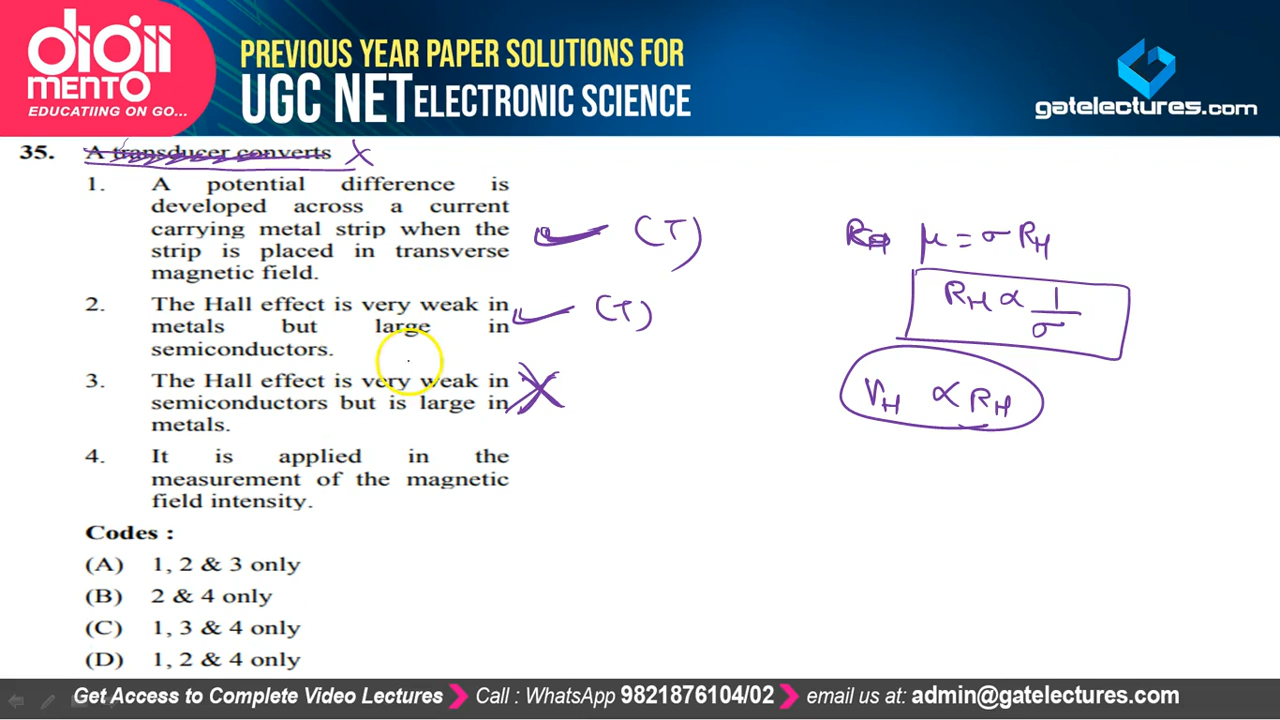 digii
MENTO
EDUCATIING ON GO...
PREVIOUS YEAR PAPER SOLUTIONS FOR
UGC NET ELECTRONIC SCIENCE
gatelectures.com
35. A transducer converts X
1. A potential difference is
developed across a current
carrying metal strip when the
strip is placed in transverse
magnetic field.
(T)
2. The Hall effect is very weak in
metals but large in
semiconductors.
(T)
3. The Hall effect is very weak in
semiconductors but is large in
metals.
X
4. It is applied in the
measurement of the magnetic
field intensity.
Codes :
(A) 1, 2 & 3 only
(B) 2 & 4 only
(C) 1, 3 & 4 only
(D) 1, 2 & 4 only
μ = σ RH
RH ∝ 1/σ
VH ∝ RH
Get Access to Complete Video Lectures Call : WhatsApp 9821876104/02 email us at: admin@gatelectures.com